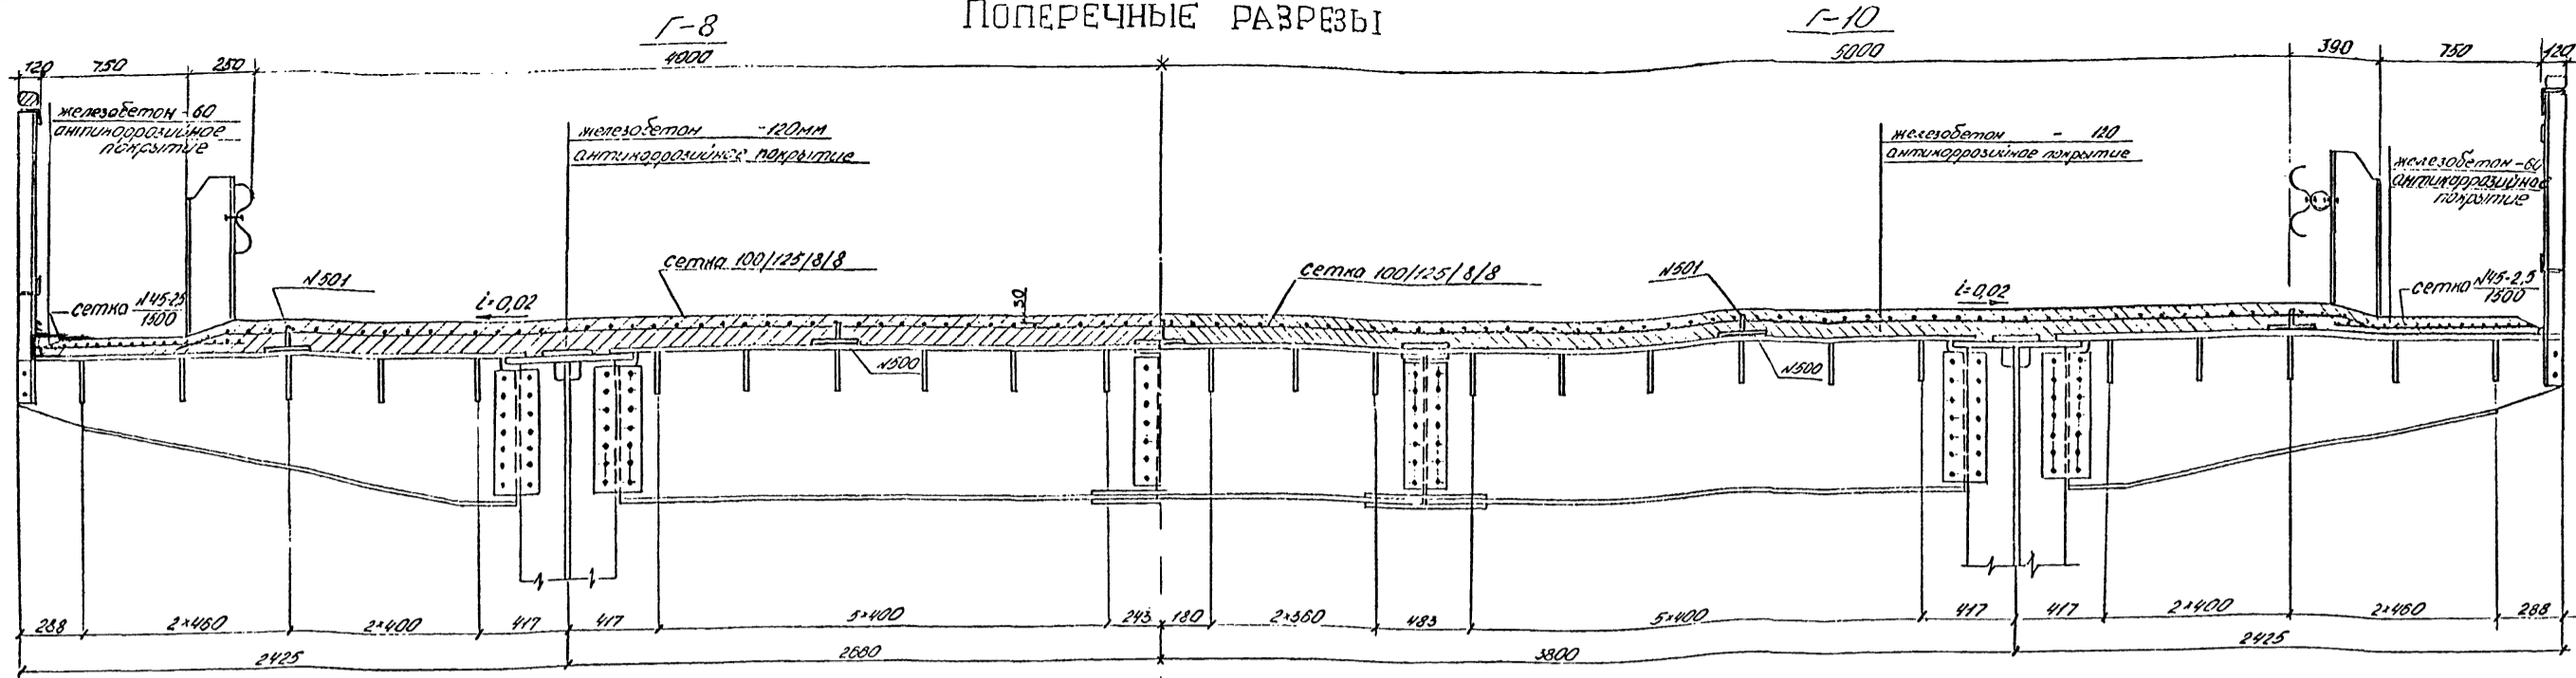 ПОПЕРЕЧНЫЕ РАЗРЕЗЫ
Г-8
Г-10
120 750 250 4000 5000 390 750 120
железобетон - 60
антикоррозийное
покрытие
железобетон -120мм
антикоррозийное покрытие
железобетон - 120
антикоррозийное покрытие
железобетон - 60
антикоррозийное
покрытие
сетка N45-2,5
1500
N501
i=0,02
сетка 100/125/8/8
30
сетка 100/125/8/8
N501
i=0,02
сетка N45-2,5
1500
N500
N500
288 2×460 2×400 417 417 5×400 243 180 2×360 483 5×400 417 417 2×400 2×460 288
2425 2680 3800 2425